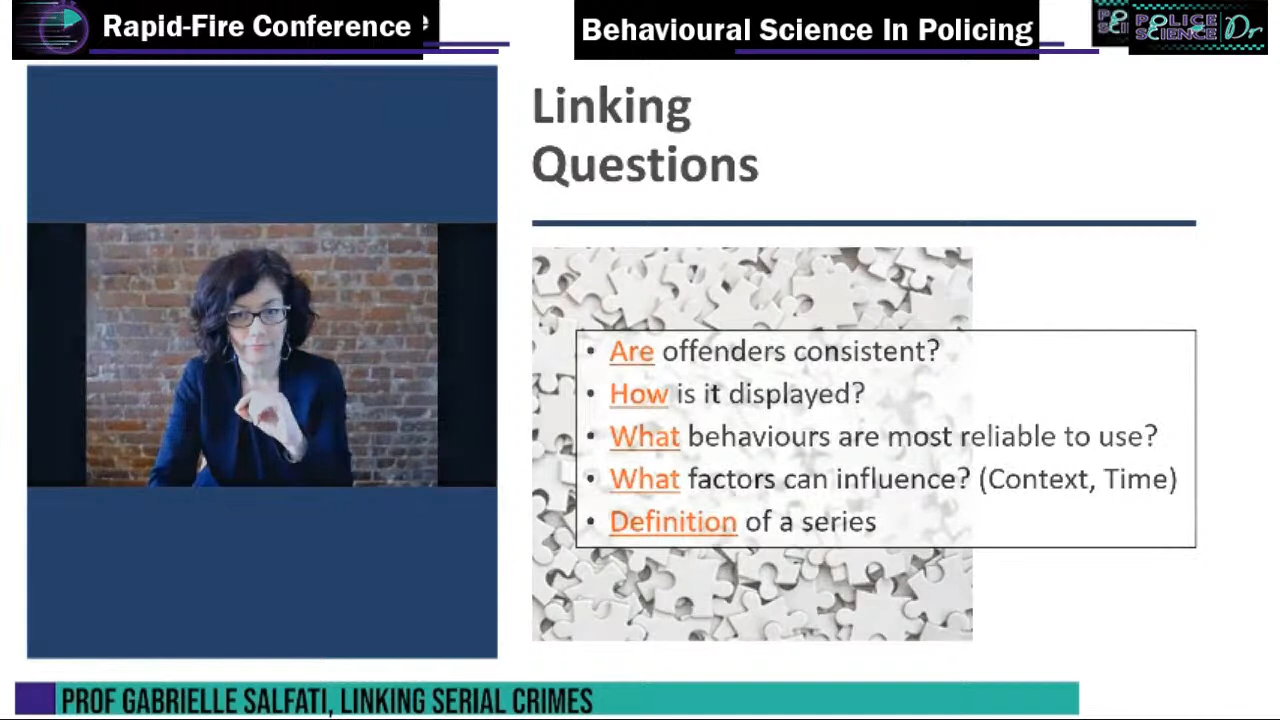 Rapid-Fire Conference
Behavioural Science In Policing
POLICE
SCIENCE Dr
Linking
Questions
• Are offenders consistent?
• How is it displayed?
• What behaviours are most reliable to use?
• What factors can influence? (Context, Time)
• Definition of a series
PROF GABRIELLE SALFATI, LINKING SERIAL CRIMES